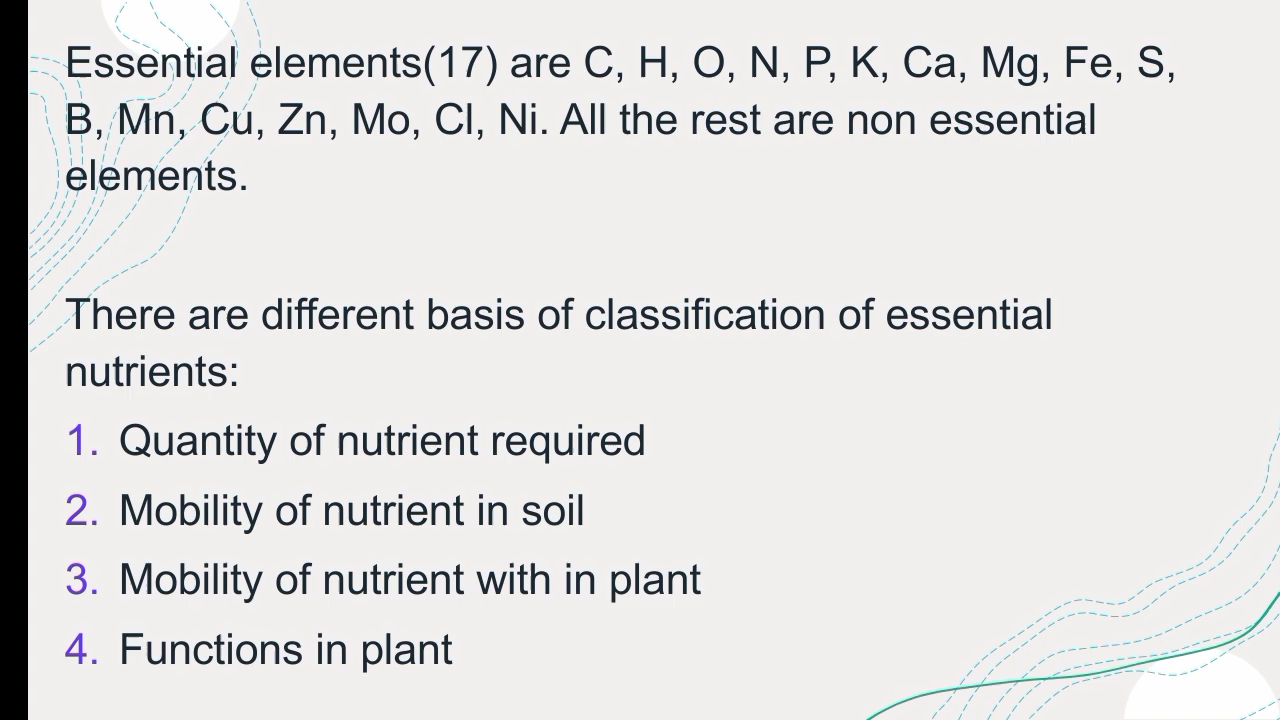 Essential elements(17) are C, H, O, N, P, K, Ca, Mg, Fe, S,
B, Mn, Cu, Zn, Mo, Cl, Ni. All the rest are non essential
elements.
There are different basis of classification of essential
nutrients:
1. Quantity of nutrient required
2. Mobility of nutrient in soil
3. Mobility of nutrient with in plant
4. Functions in plant